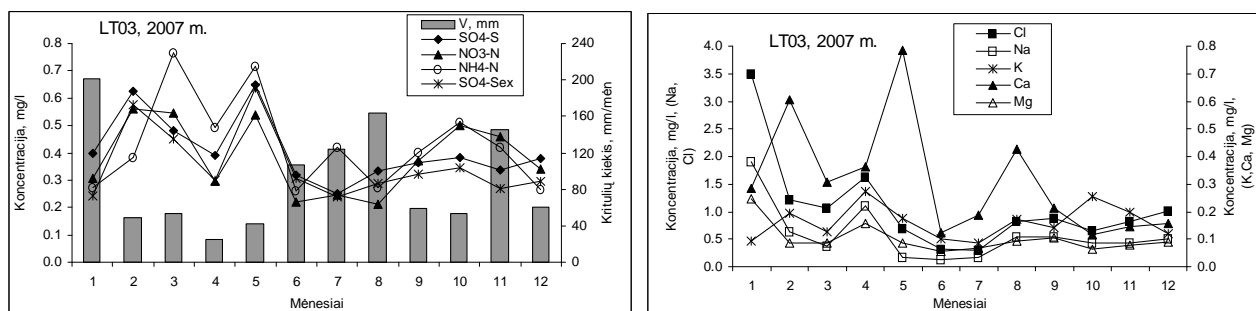 LT03, 2007 m.
V, mm
SO4-S
NO3-N
NH4-N
SO4-Sex
Koncentracija, mg/l
0.8
0.7
0.6
0.5
0.4
0.3
0.2
0.1
0.0
240
200
160
120
80
40
0
Kritulių kiekis, mm/mėn
1 2 3 4 5 6 7 8 9 10 11 12
Mėnesiai
LT03, 2007 m.
Cl
Na
K
Ca
Mg
Koncentracija, mg/l, (Na,
Cl)
4.0
3.5
3.0
2.5
2.0
1.5
1.0
0.5
0.0
0.8
0.7
0.6
0.5
0.4
0.3
0.2
0.1
0.0
Koncentracija, mg/l,
(K,Ca, Mg)
1 2 3 4 5 6 7 8 9 10 11 12
Mėnesiai